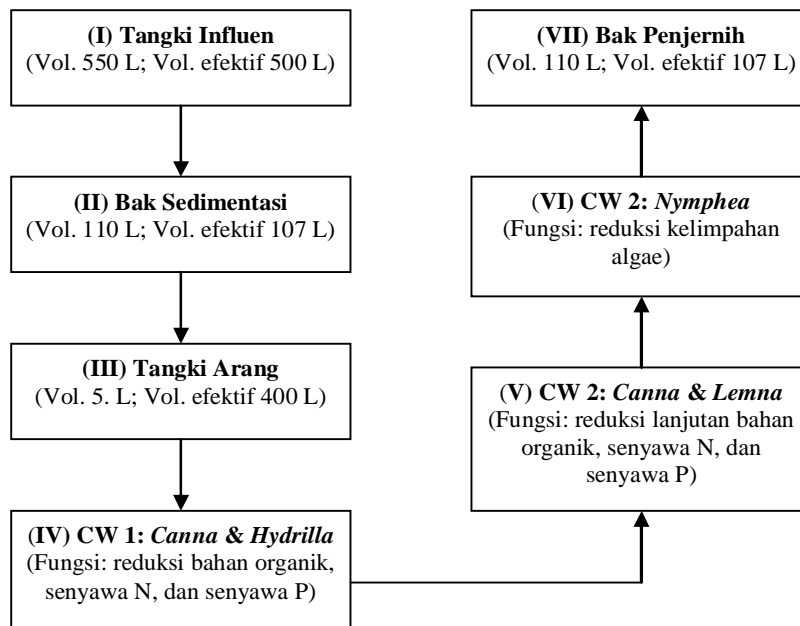 (I) Tangki Influen
(Vol. 550 L; Vol. efektif 500 L)
(II) Bak Sedimentasi
(Vol. 110 L; Vol. efektif 107 L)
(III) Tangki Arang
(Vol. 5. L; Vol. efektif 400 L)
(IV) CW 1: Canna & Hydrilla
(Fungsi: reduksi bahan organik,
senyawa N, dan senyawa P)
(V) CW 2: Canna & Lemna
(Fungsi: reduksi lanjutan bahan
organik, senyawa N, dan
senyawa P)
(VI) CW 2: Nymphea
(Fungsi: reduksi kelimpahan
algae)
(VII) Bak Penjernih
(Vol. 110 L; Vol. efektif 107 L)